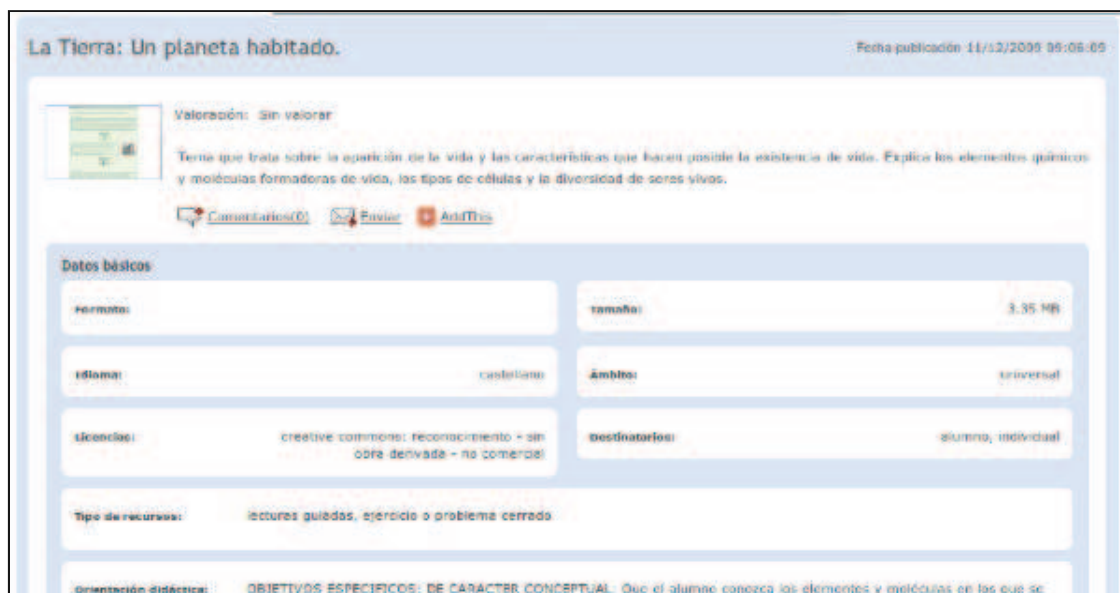 La Tierra: Un planeta habitado.
Fecha publicación 11/12/2009 09:06:09
Valoración: Sin valorar
Tema que trata sobre la aparición de la vida y las características que hacen posible la existencia de vida. Explica los elementos químicos
y moléculas formadoras de vida, los tipos de células y la diversidad de seres vivos.
Comentarios(0) Enviar AddThis
Datos básicos
Formato:
Tamaño: 3.35 MB
Idioma: castellano
Ámbito: universal
Licencias: creative commons: reconocimiento - sin
obra derivada - no comercial
Destinatarios: alumno, individual
Tipo de recursos: lecturas guiadas, ejercicio o problema cerrado
Orientación didáctica: OBJETIVOS ESPECIFICOS: DE CARACTER CONCEPTUAL. Que el alumno conozca los elementos y moléculas en los que se